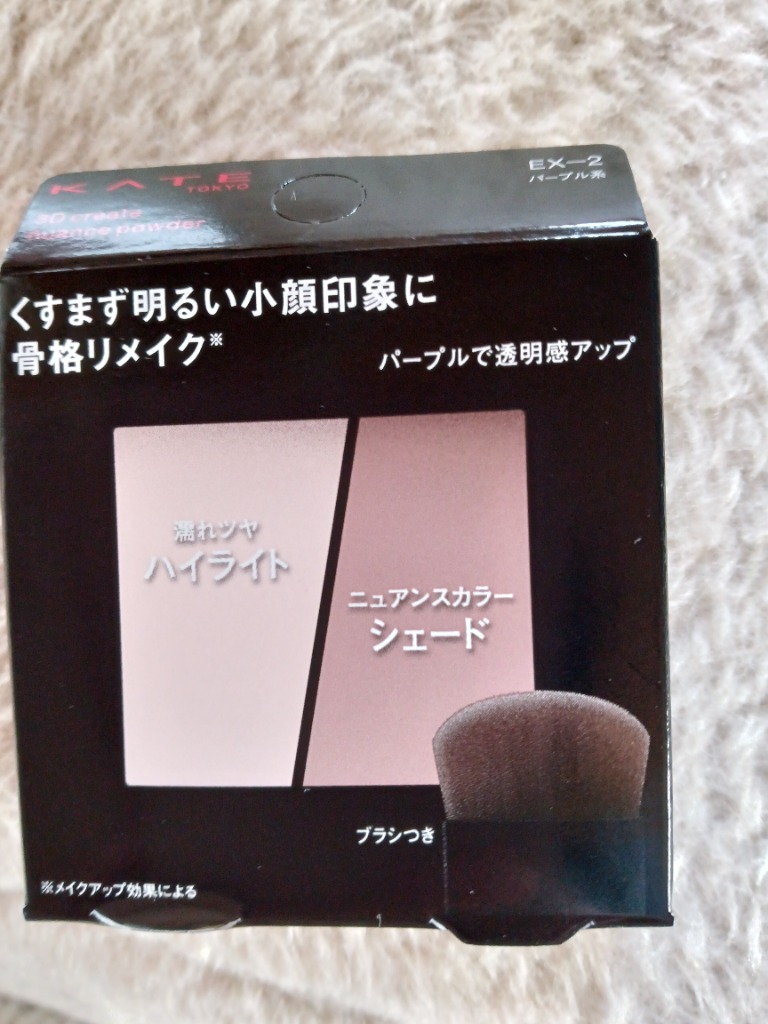 KATE
TOKYO
3D create
nuance powder
EX-2
パープル系
くすまず明るい小顔印象に
骨格リメイク※
パープルで透明感アップ
濡れツヤ
ハイライト
ニュアンスカラー
シェード
ブラシつき
※メイクアップ効果による